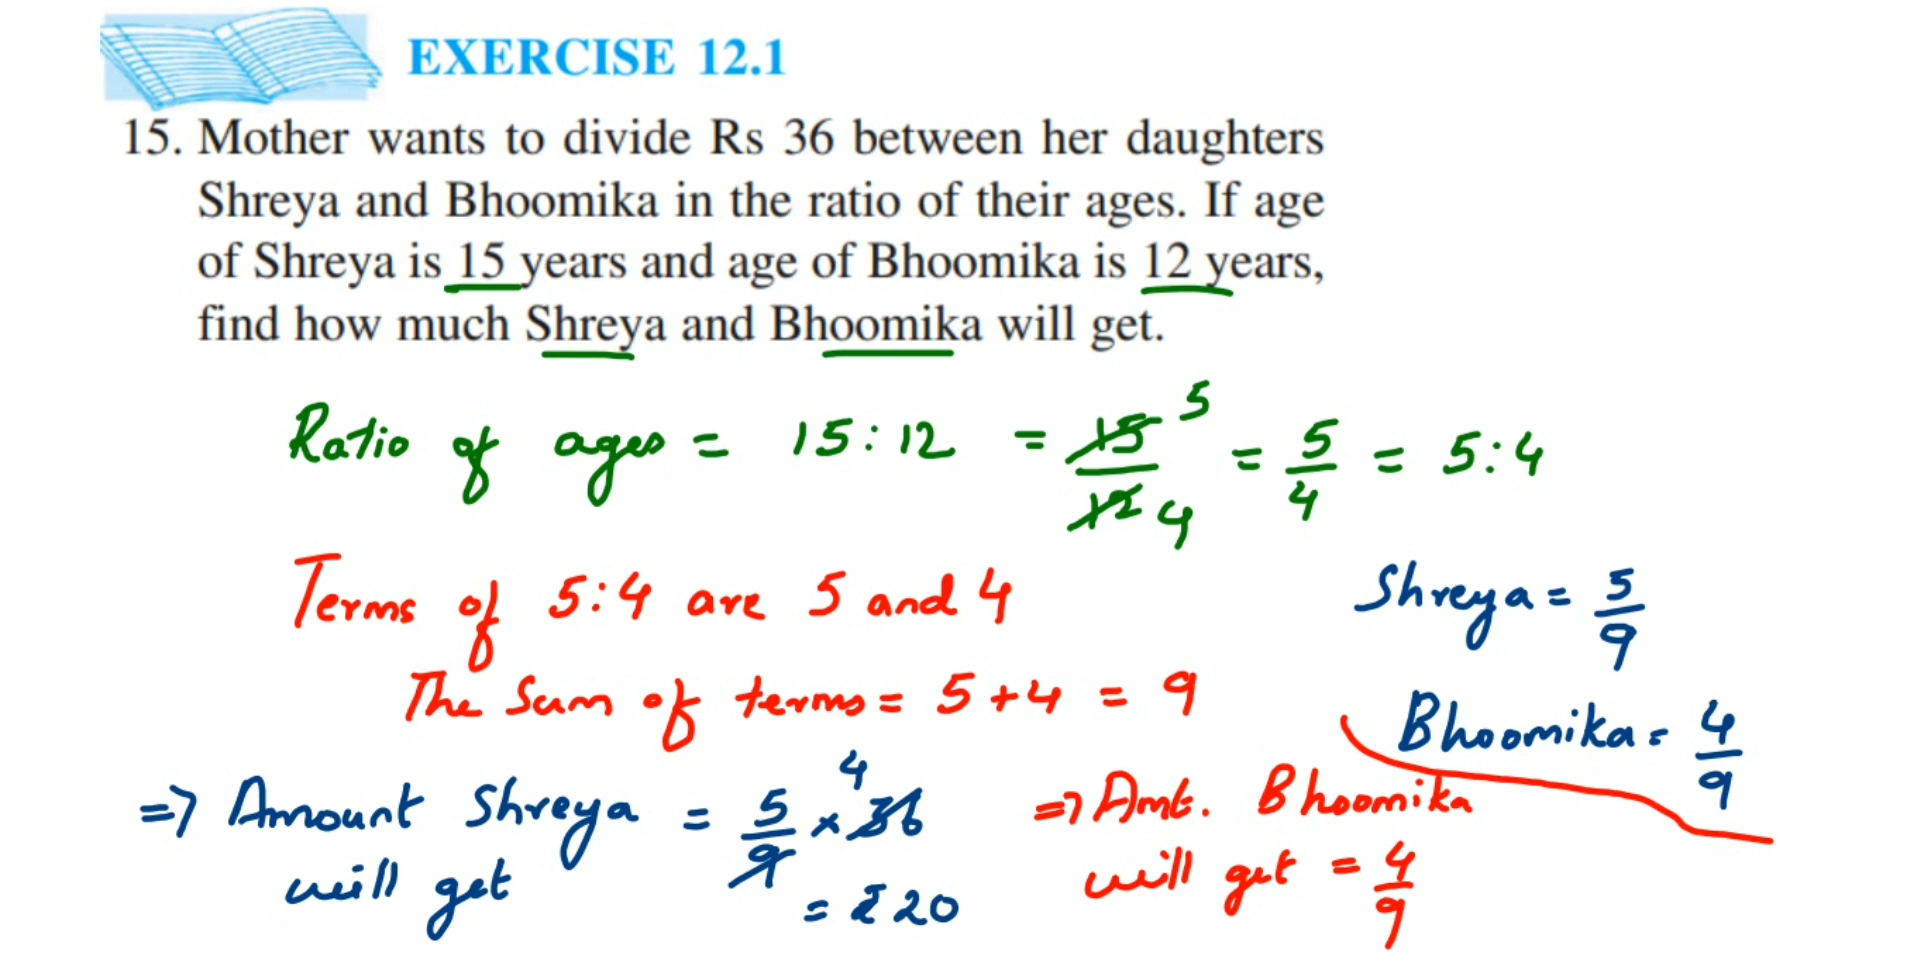 EXERCISE 12.1
15. Mother wants to divide Rs 36 between her daughters
Shreya and Bhoomika in the ratio of their ages. If age
of Shreya is 15 years and age of Bhoomika is 12 years,
find how much Shreya and Bhoomika will get.
Ratio of ages = 15:12 = 15/12 5 4 = 5/4 = 5:4
Terms of 5:4 are 5 and 4
The Sum of terms = 5+4 = 9
Shreya = 5/9
Bhoomika = 4/9
=> Amount Shreya = 5/9 × 36 4
will get = ₹ 20
=> Amt. Bhoomika
will get = 4/9